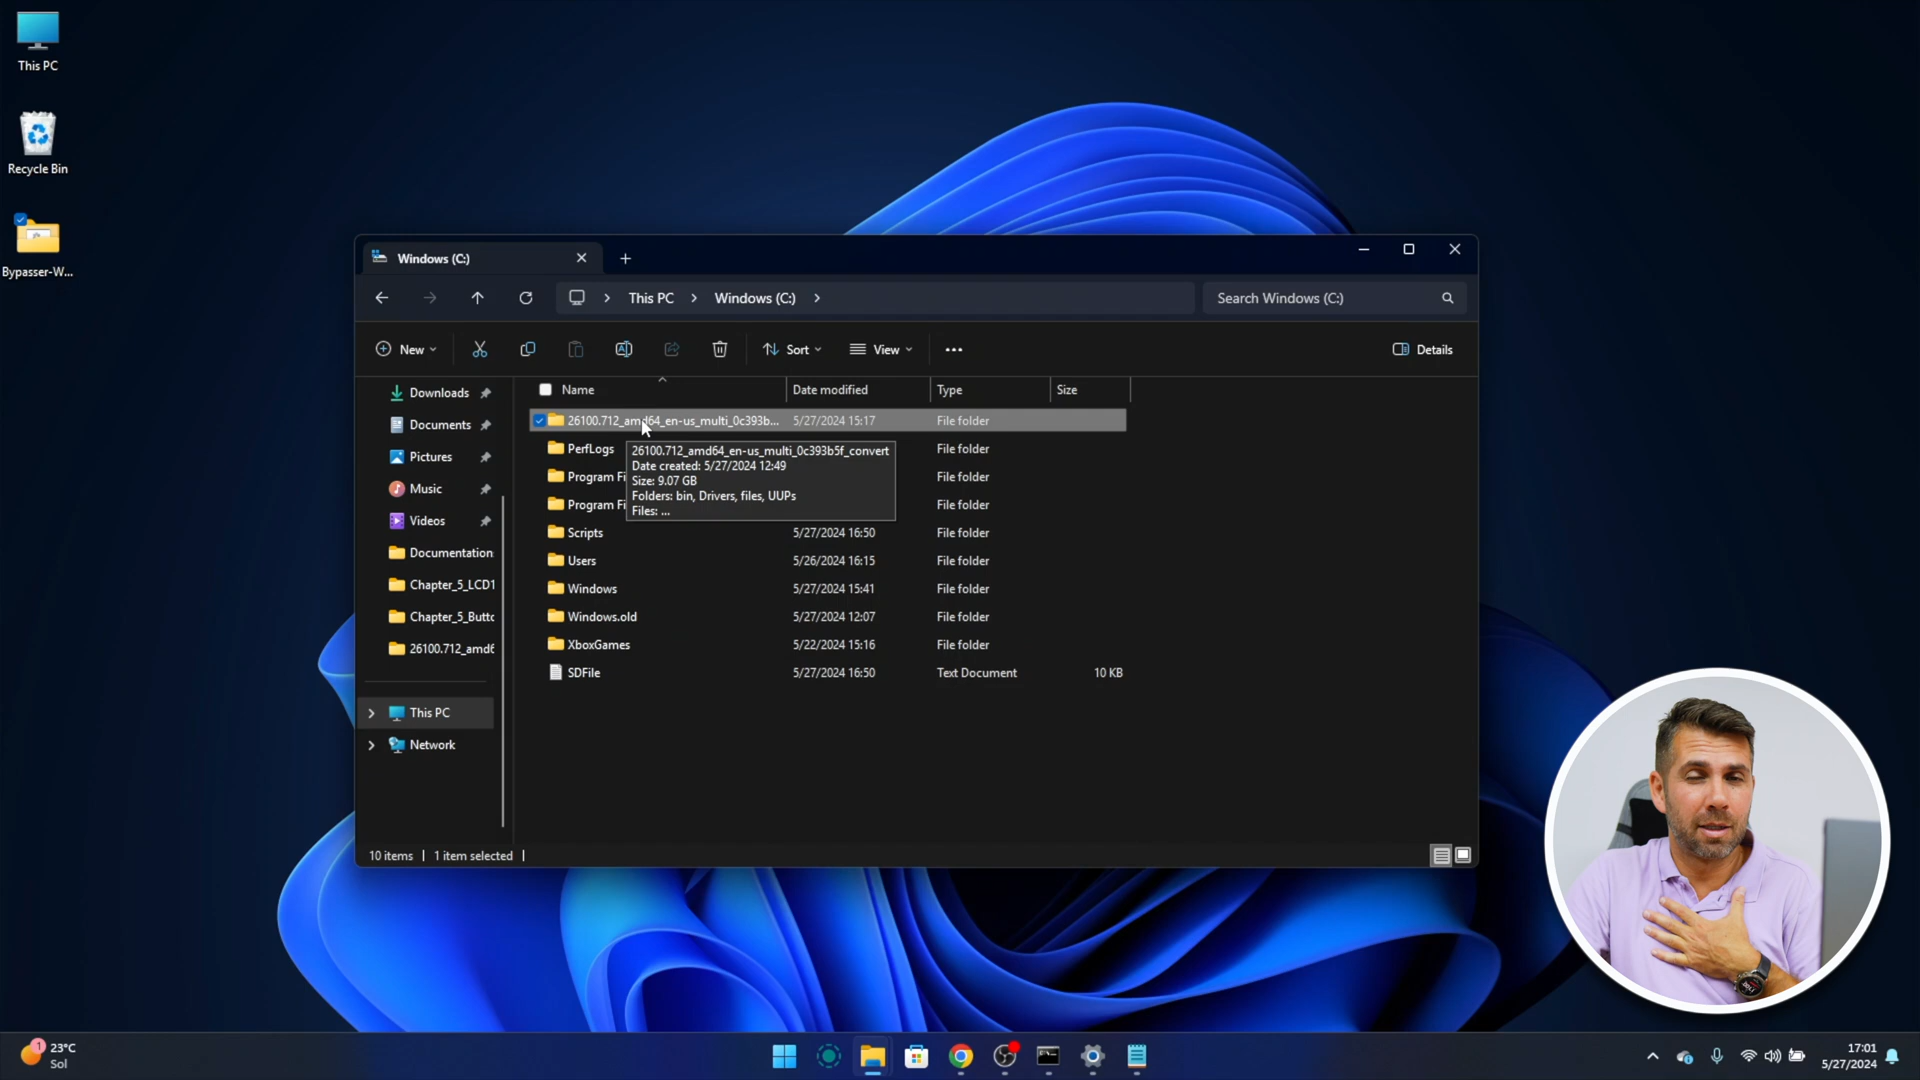 This PC
Recycle Bin
Bypasser-W...
Windows (C:)
This PC
Windows (C:)
Search Windows (C:)
New
Sort
View
Details
Name
Date modified
Type
Size
Downloads
Documents
Pictures
Music
Videos
Documentation
Chapter_5_LCD1
Chapter_5_Butto
26100.712_amd6
This PC
Network
26100.712_amd64_en-us_multi_0c393b... 5/27/2024 15:17 File folder
PerfLogs File folder
Program Fi File folder
Program Fi File folder
Scripts 5/27/2024 16:50 File folder
Users 5/26/2024 16:15 File folder
Windows 5/27/2024 15:41 File folder
Windows.old 5/27/2024 12:07 File folder
XboxGames 5/22/2024 15:16 File folder
SDFile 5/27/2024 16:50 Text Document 10 KB
26100.712_amd64_en-us_multi_0c393b5f_convert
Date created: 5/27/2024 12:49
Size: 9.07 GB
Folders: bin, Drivers, files, UUPs
Files: ...
10 items
1 item selected
1
23°C
Sol
17:01
5/27/2024